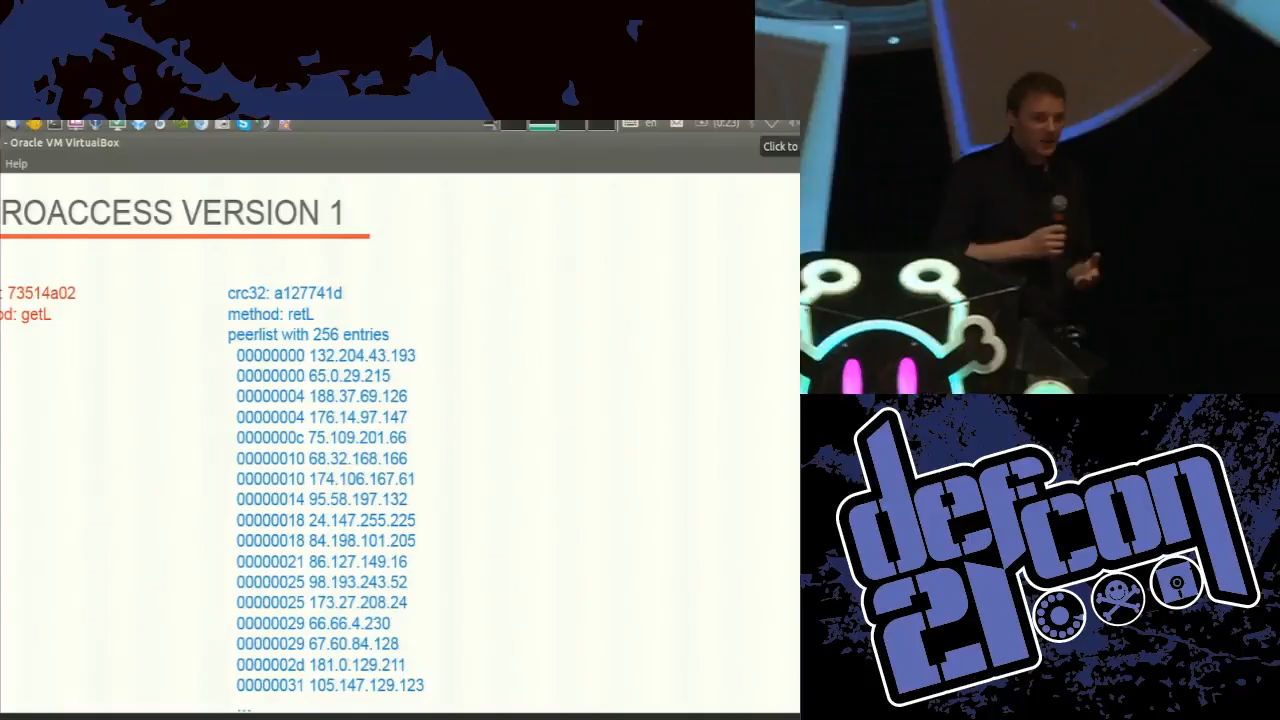 en
(0:23)
- Oracle VM VirtualBox
Click to
Help
ROACCESS VERSION 1
: 73514a02
od: getL
crc32: a127741d
method: retL
peerlist with 256 entries
00000000 132.204.43.193
00000000 65.0.29.215
00000004 188.37.69.126
00000004 176.14.97.147
0000000c 75.109.201.66
00000010 68.32.168.166
00000010 174.106.167.61
00000014 95.58.197.132
00000018 24.147.255.225
00000018 84.198.101.205
00000021 86.127.149.16
00000025 98.193.243.52
00000025 173.27.208.24
00000029 66.66.4.230
00000029 67.60.84.128
0000002d 181.0.129.211
00000031 105.147.129.123
...
defcon
21